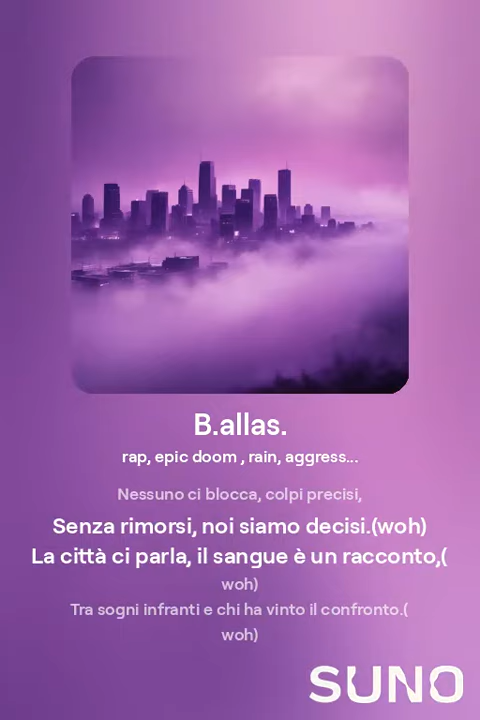 B.allas.
rap, epic doom , rain, aggress...
Nessuno ci blocca, colpi precisi,
Senza rimorsi, noi siamo decisi.(woh)
La città ci parla, il sangue è un racconto,(
woh)
Tra sogni infranti e chi ha vinto il confronto.(
woh)
SUNO